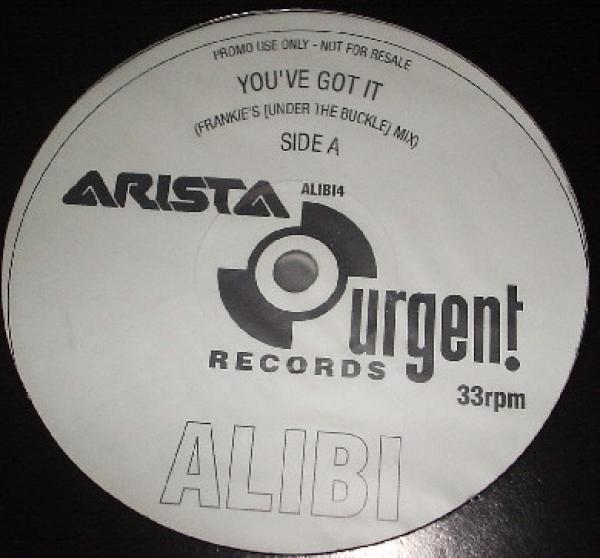 PROMO USE ONLY - NOT FOR RESALE
YOU'VE GOT IT
(FRANKIE'S [UNDER THE BUCKLE] MIX)
SIDE A
ARISTA
ALIBI4
urgent!
RECORDS
33rpm
ALIBI